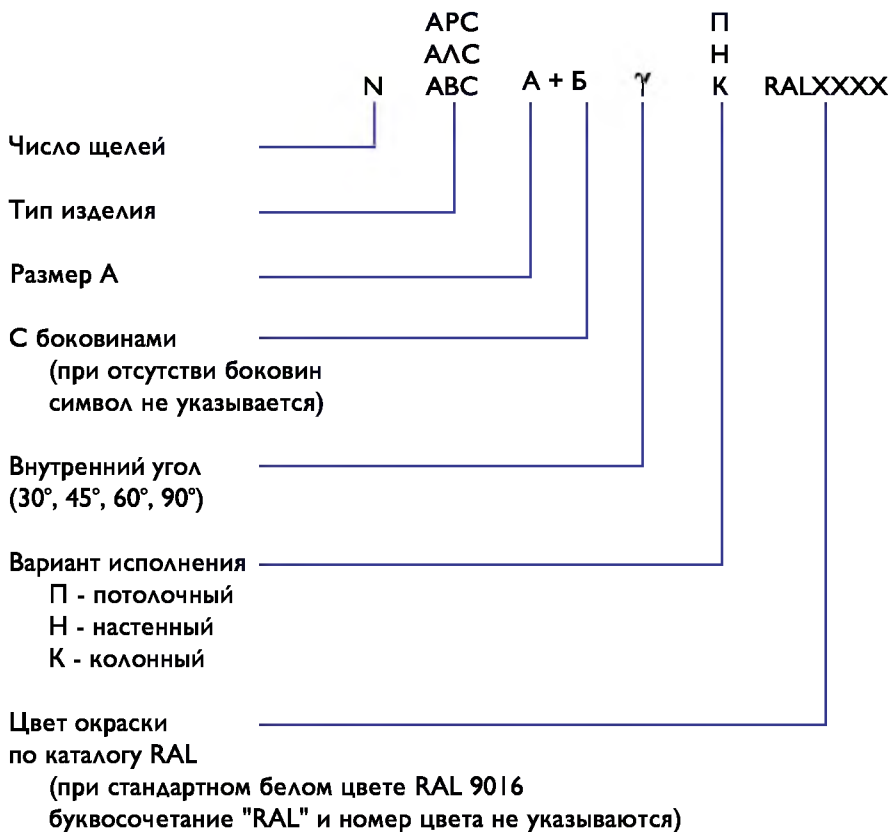 АРС П
АЛС Н
N АВС А + Б γ К RALXXXX
Число щелей
Тип изделия
Размер А
С боковинами
(при отсутстви боковин
символ не указывается)
Внутренний угол
(30°, 45°, 60°, 90°)
Вариант исполнения
П - потолочный
Н - настенный
К - колонный
Цвет окраски
по каталогу RAL
(при стандартном белом цвете RAL 9016
буквосочетание "RAL" и номер цвета не указываются)